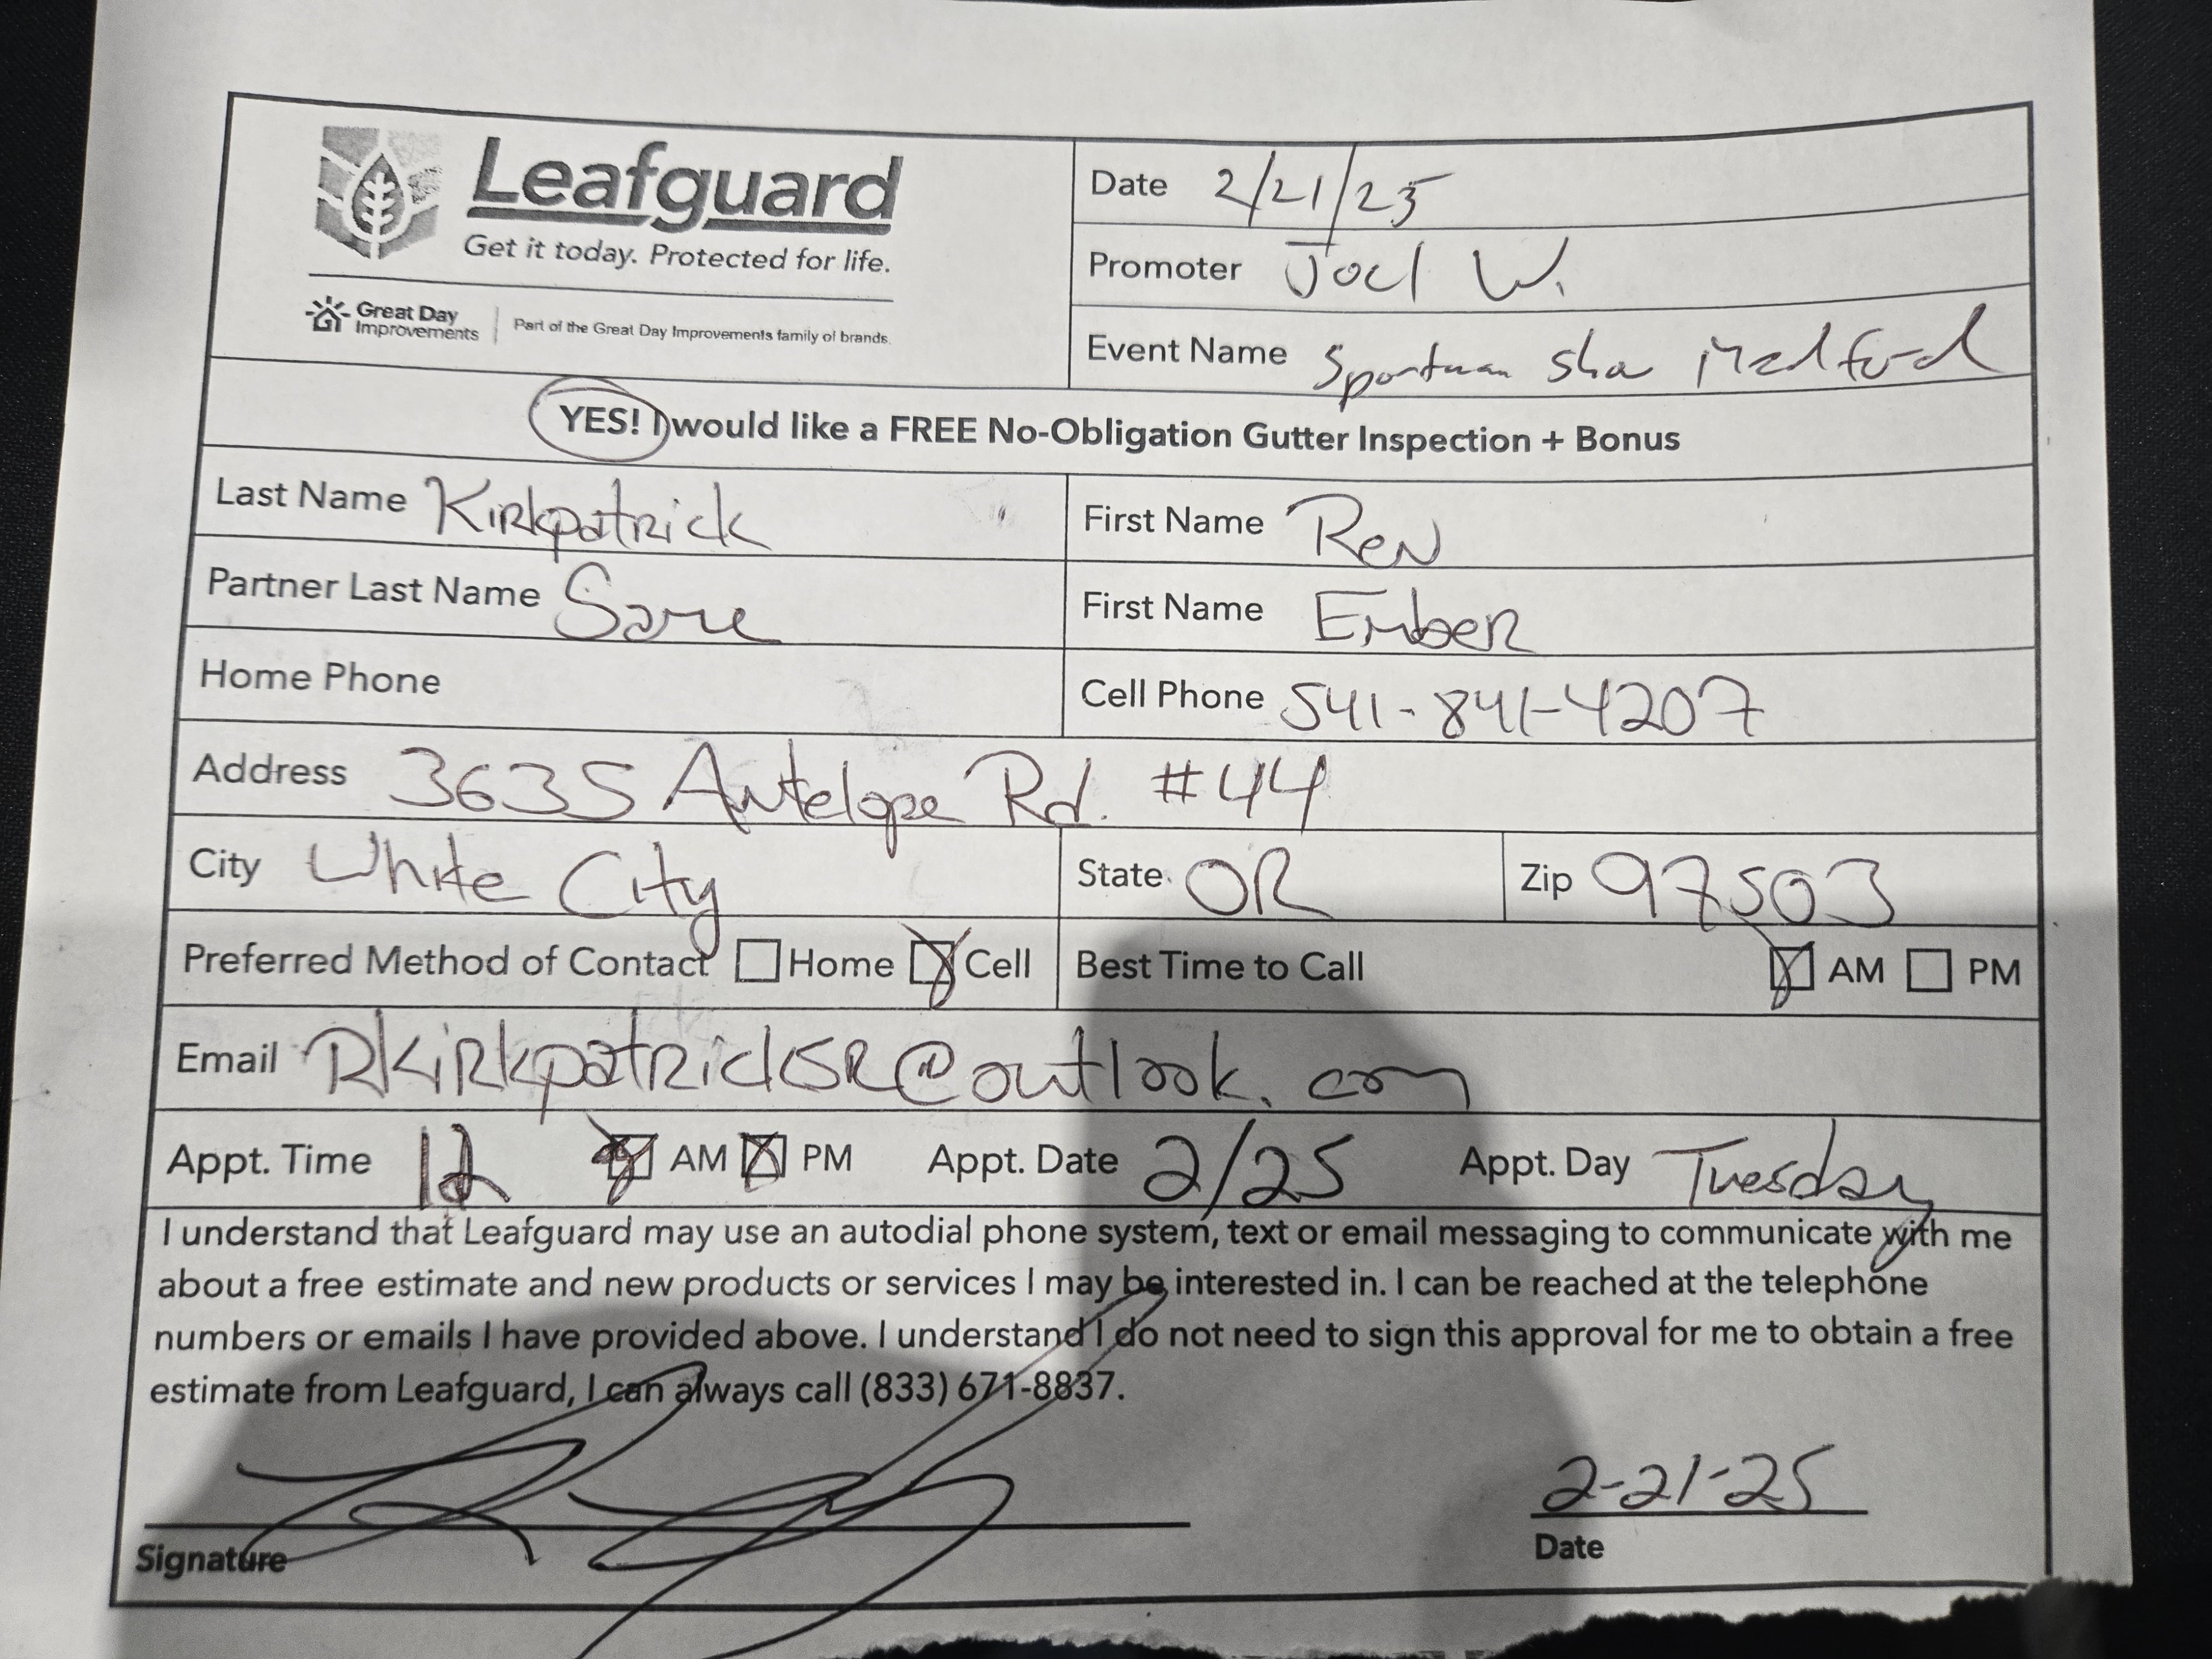 Leafguard
Get it today. Protected for life.
Great Day Improvements | Part of the Great Day Improvements family of brands.
Date 2/21/25
Promoter Joel W.
Event Name Sportman show Medford
YES! I would like a FREE No-Obligation Gutter Inspection + Bonus
Last Name Kirkpatrick First Name Ren
Partner Last Name Same First Name Ember
Home Phone Cell Phone 541-841-4207
Address 3635 Antelope Rd. #44
City White City State OR Zip 97503
Preferred Method of Contact ☐ Home ☒ Cell Best Time to Call ☒ AM ☐ PM
Email RKirkpatricksr@outlook.com
Appt. Time 12 AM ☒ PM Appt. Date 2/25 Appt. Day Tuesday
I understand that Leafguard may use an autodial phone system, text or email messaging to communicate with me
about a free estimate and new products or services I may be interested in. I can be reached at the telephone
numbers or emails I have provided above. I understand I do not need to sign this approval for me to obtain a free
estimate from Leafguard, I can always call (833) 671-8837.
2-21-25
Signature Date